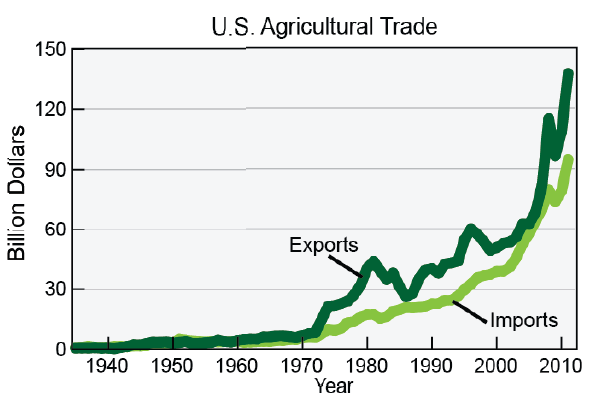 U.S. Agricultural Trade
150
120
90
60
30
0
Billion Dollars
Exports
Imports
1940 1950 1960 1970 1980 1990 2000 2010
Year